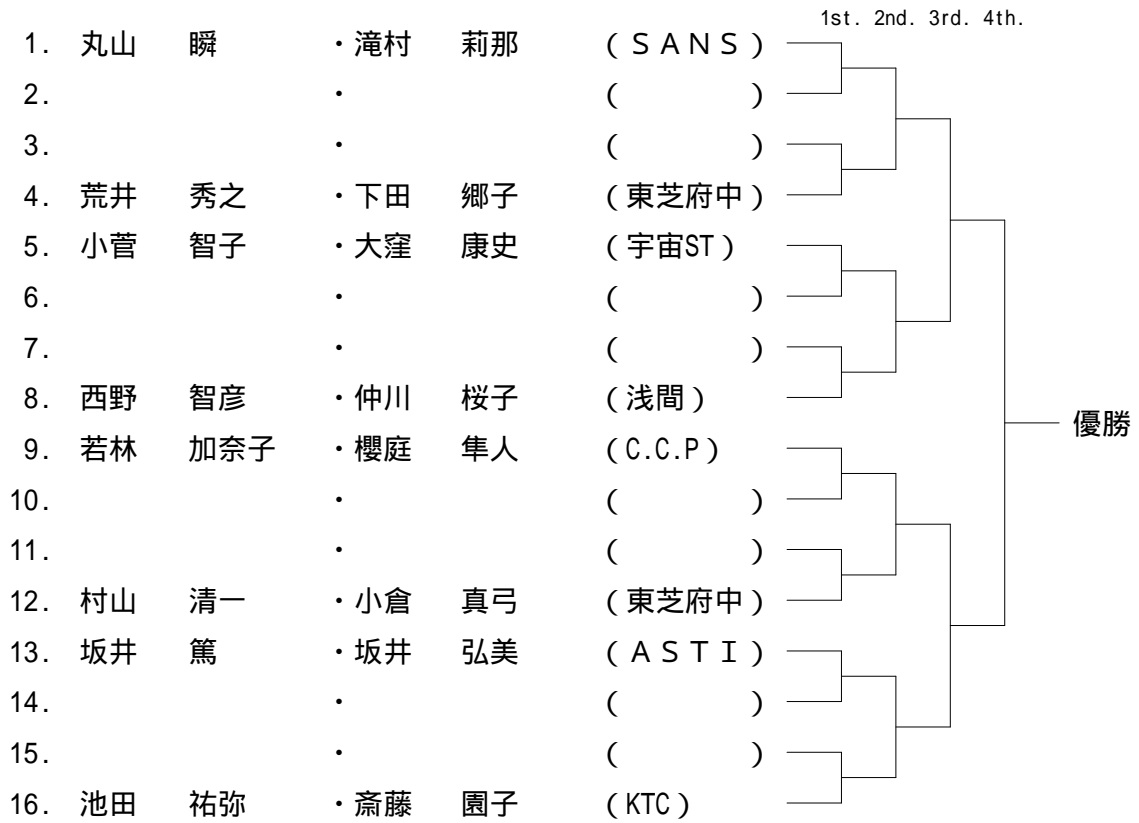 1st. 2nd. 3rd. 4th.
1. 丸山 瞬 ・滝村 莉那 (ＳＡＮＳ)
2. ・ ( )
3. ・ ( )
4. 荒井 秀之 ・下田 郷子 (東芝府中)
5. 小菅 智子 ・大窪 康史 (宇宙ST)
6. ・ ( )
7. ・ ( )
8. 西野 智彦 ・仲川 桜子 (浅間)
優勝
9. 若林 加奈子 ・櫻庭 隼人 (C.C.P)
10. ・ ( )
11. ・ ( )
12. 村山 清一 ・小倉 真弓 (東芝府中)
13. 坂井 篤 ・坂井 弘美 (ＡＳＴＩ)
14. ・ ( )
15. ・ ( )
16. 池田 祐弥 ・斎藤 園子 (KTC)